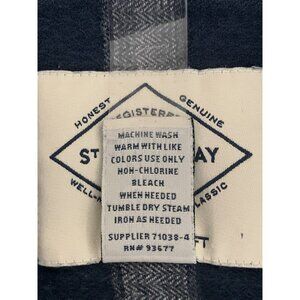 HONEST
GENUINE
REGISTERE
ST
AY
WELL-
CLASSIC
FT
MACHINE WASH
WARM WITH LIKE
COLORS USE ONLY
NON-CHLORINE
BLEACH
WHEN NEEDED
TUMBLE DRY STEAM
IRON AS NEEDED
SUPPLIER 71038-4
RN# 93677